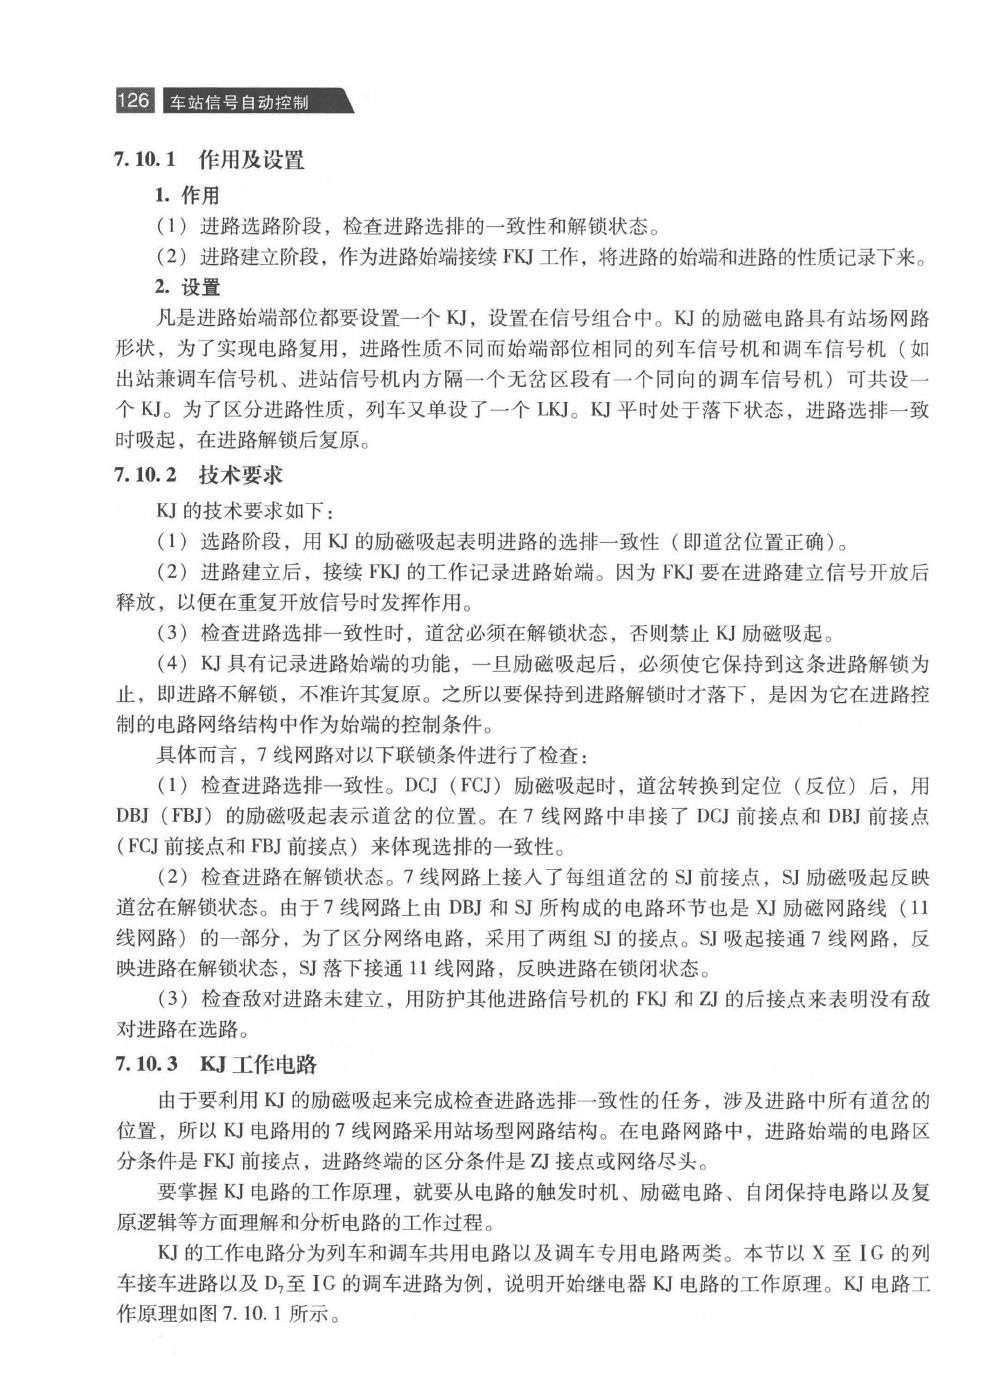 126 车站信号自动控制
7.10.1 作用及设置
1. 作用
(1) 进路选路阶段，检查进路选排的一致性和解锁状态。
(2) 进路建立阶段，作为进路始端接续 FKJ 工作，将进路的始端和进路的性质记录下来。
2. 设置
凡是进路始端部位都要设置一个 KJ，设置在信号组合中。KJ 的励磁电路具有站场网路
形状，为了实现电路复用，进路性质不同而始端部位相同的列车信号机和调车信号机（如
出站兼调车信号机、进站信号机内方隔一个无岔区段有一个同向的调车信号机）可共设一
个 KJ。为了区分进路性质，列车又单设了一个 LKJ。KJ 平时处于落下状态，进路选排一致
时吸起，在进路解锁后复原。
7.10.2 技术要求
KJ 的技术要求如下：
(1) 选路阶段，用 KJ 的励磁吸起表明进路的选排一致性（即道岔位置正确）。
(2) 进路建立后，接续 FKJ 的工作记录进路始端。因为 FKJ 要在进路建立信号开放后
释放，以便在重复开放信号时发挥作用。
(3) 检查进路选排一致性时，道岔必须在解锁状态，否则禁止 KJ 励磁吸起。
(4) KJ 具有记录进路始端的功能，一旦励磁吸起后，必须使它保持到这条进路解锁为
止，即进路不解锁，不准许其复原。之所以要保持到进路解锁时才落下，是因为它在进路控
制的电路网络结构中作为始端的控制条件。
具体而言，7 线网路对以下联锁条件进行了检查：
(1) 检查进路选排一致性。DCJ（FCJ）励磁吸起时，道岔转换到定位（反位）后，用
DBJ（FBJ）的励磁吸起表示道岔的位置。在 7 线网路中串接了 DCJ 前接点和 DBJ 前接点
（FCJ 前接点和 FBJ 前接点）来体现选排的一致性。
(2) 检查进路在解锁状态。7 线网路上接入了每组道岔的 SJ 前接点，SJ 励磁吸起反映
道岔在解锁状态。由于 7 线网路上由 DBJ 和 SJ 所构成的电路环节也是 XJ 励磁网路线（11
线网路）的一部分，为了区分网络电路，采用了两组 SJ 的接点。SJ 吸起接通 7 线网路，反
映进路在解锁状态，SJ 落下接通 11 线网路，反映进路在锁闭状态。
(3) 检查敌对进路未建立，用防护其他进路信号机的 FKJ 和 ZJ 的后接点来表明没有敌
对进路在选路。
7.10.3 KJ 工作电路
由于要利用 KJ 的励磁吸起来完成检查进路选排一致性的任务，涉及进路中所有道岔的
位置，所以 KJ 电路用的 7 线网路采用站场型网路结构。在电路网路中，进路始端的电路区
分条件是 FKJ 前接点，进路终端的区分条件是 ZJ 接点或网络尽头。
要掌握 KJ 电路的工作原理，就要从电路的触发时机、励磁电路、自闭保持电路以及复
原逻辑等方面理解和分析电路的工作过程。
KJ 的工作电路分为列车和调车共用电路以及调车专用电路两类。本节以 X 至 ⅠG 的列
车接车进路以及 D₇至 ⅠG 的调车进路为例，说明开始继电器 KJ 电路的工作原理。KJ 电路工
作原理如图 7.10.1 所示。